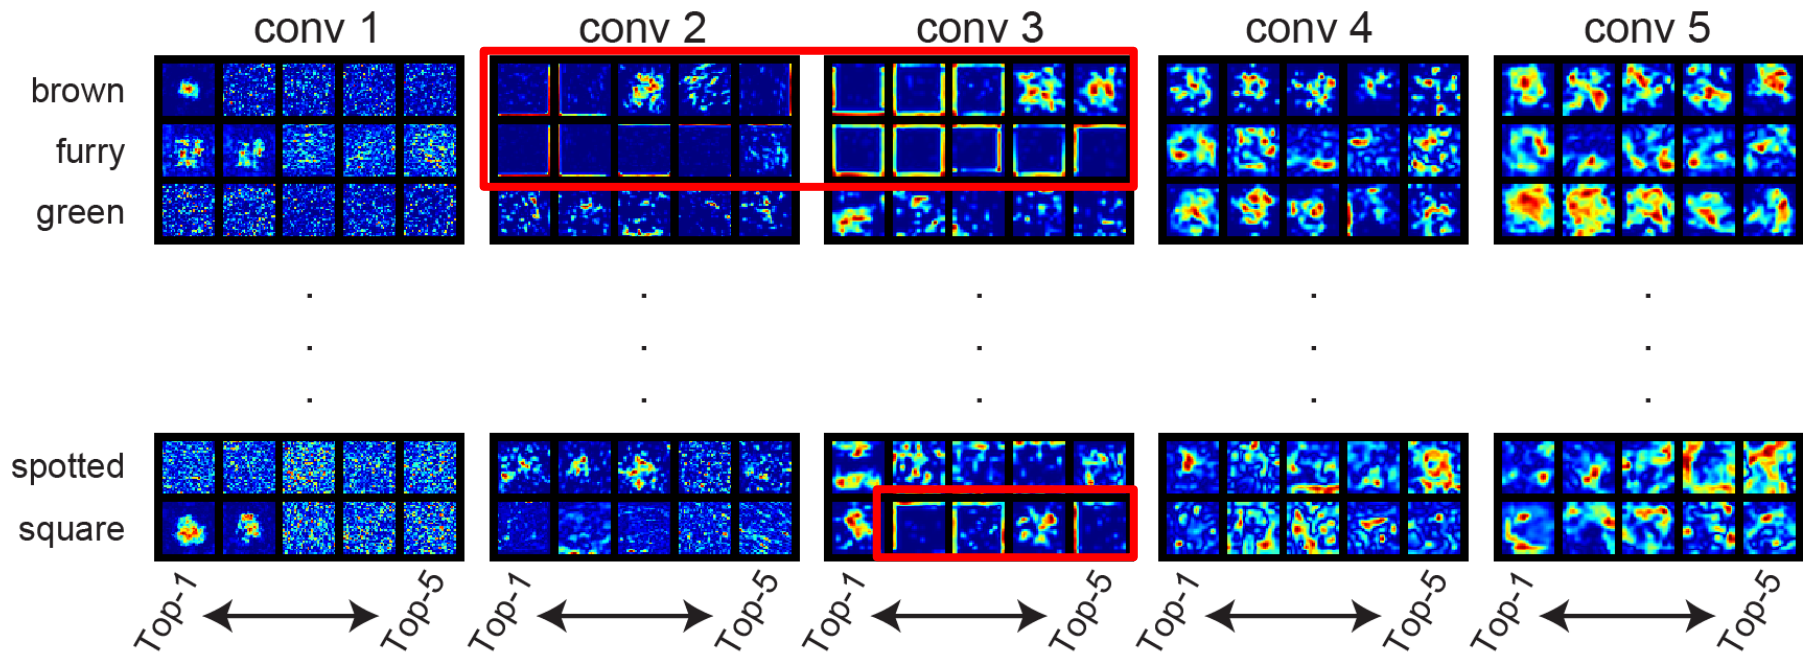 conv 1 conv 2 conv 3 conv 4 conv 5
brown
furry
green
spotted
square
Top-1 Top-5 Top-1 Top-5 Top-1 Top-5 Top-1 Top-5 Top-1 Top-5